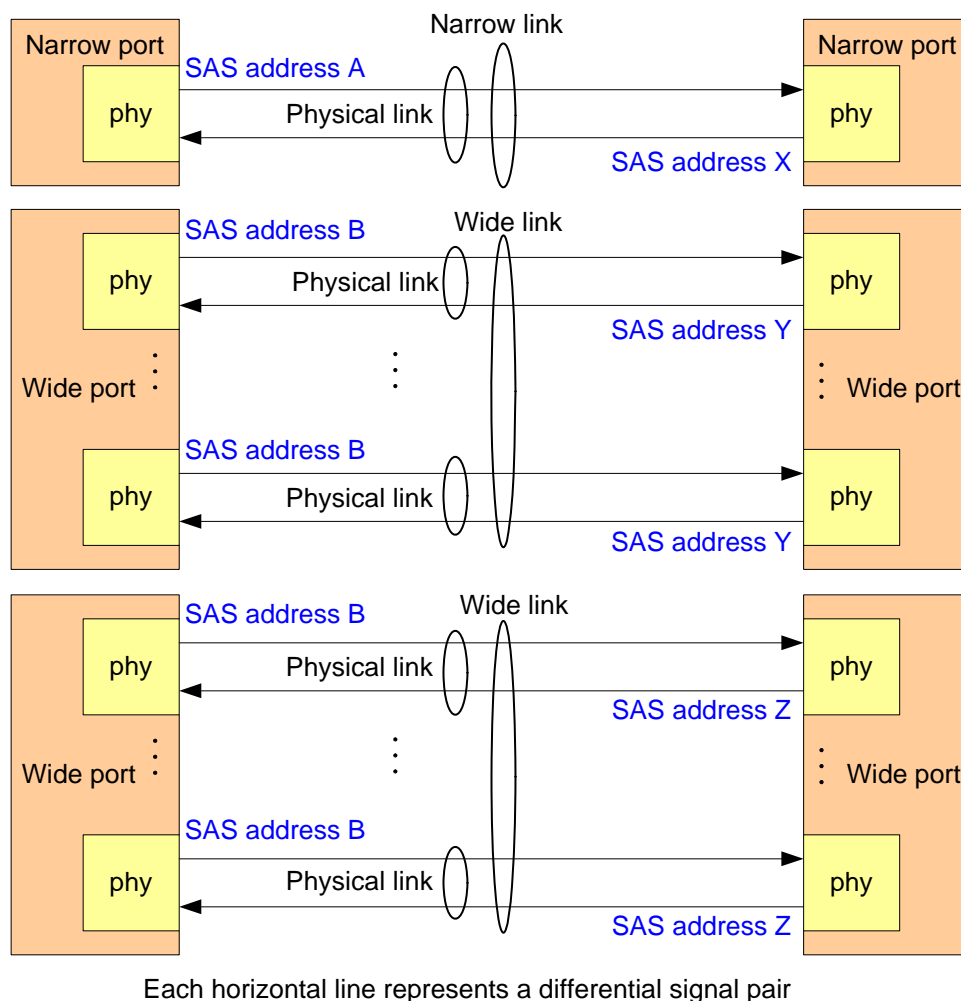 Narrow link
Narrow port
Narrow port
SAS address A
phy
Physical link
phy
SAS address X
Wide link
SAS address B
phy
Physical link
phy
SAS address Y
Wide port
Wide port
SAS address B
phy
Physical link
phy
SAS address Y
Wide link
SAS address B
phy
Physical link
phy
SAS address Z
Wide port
Wide port
SAS address B
phy
Physical link
phy
SAS address Z
Each horizontal line represents a differential signal pair